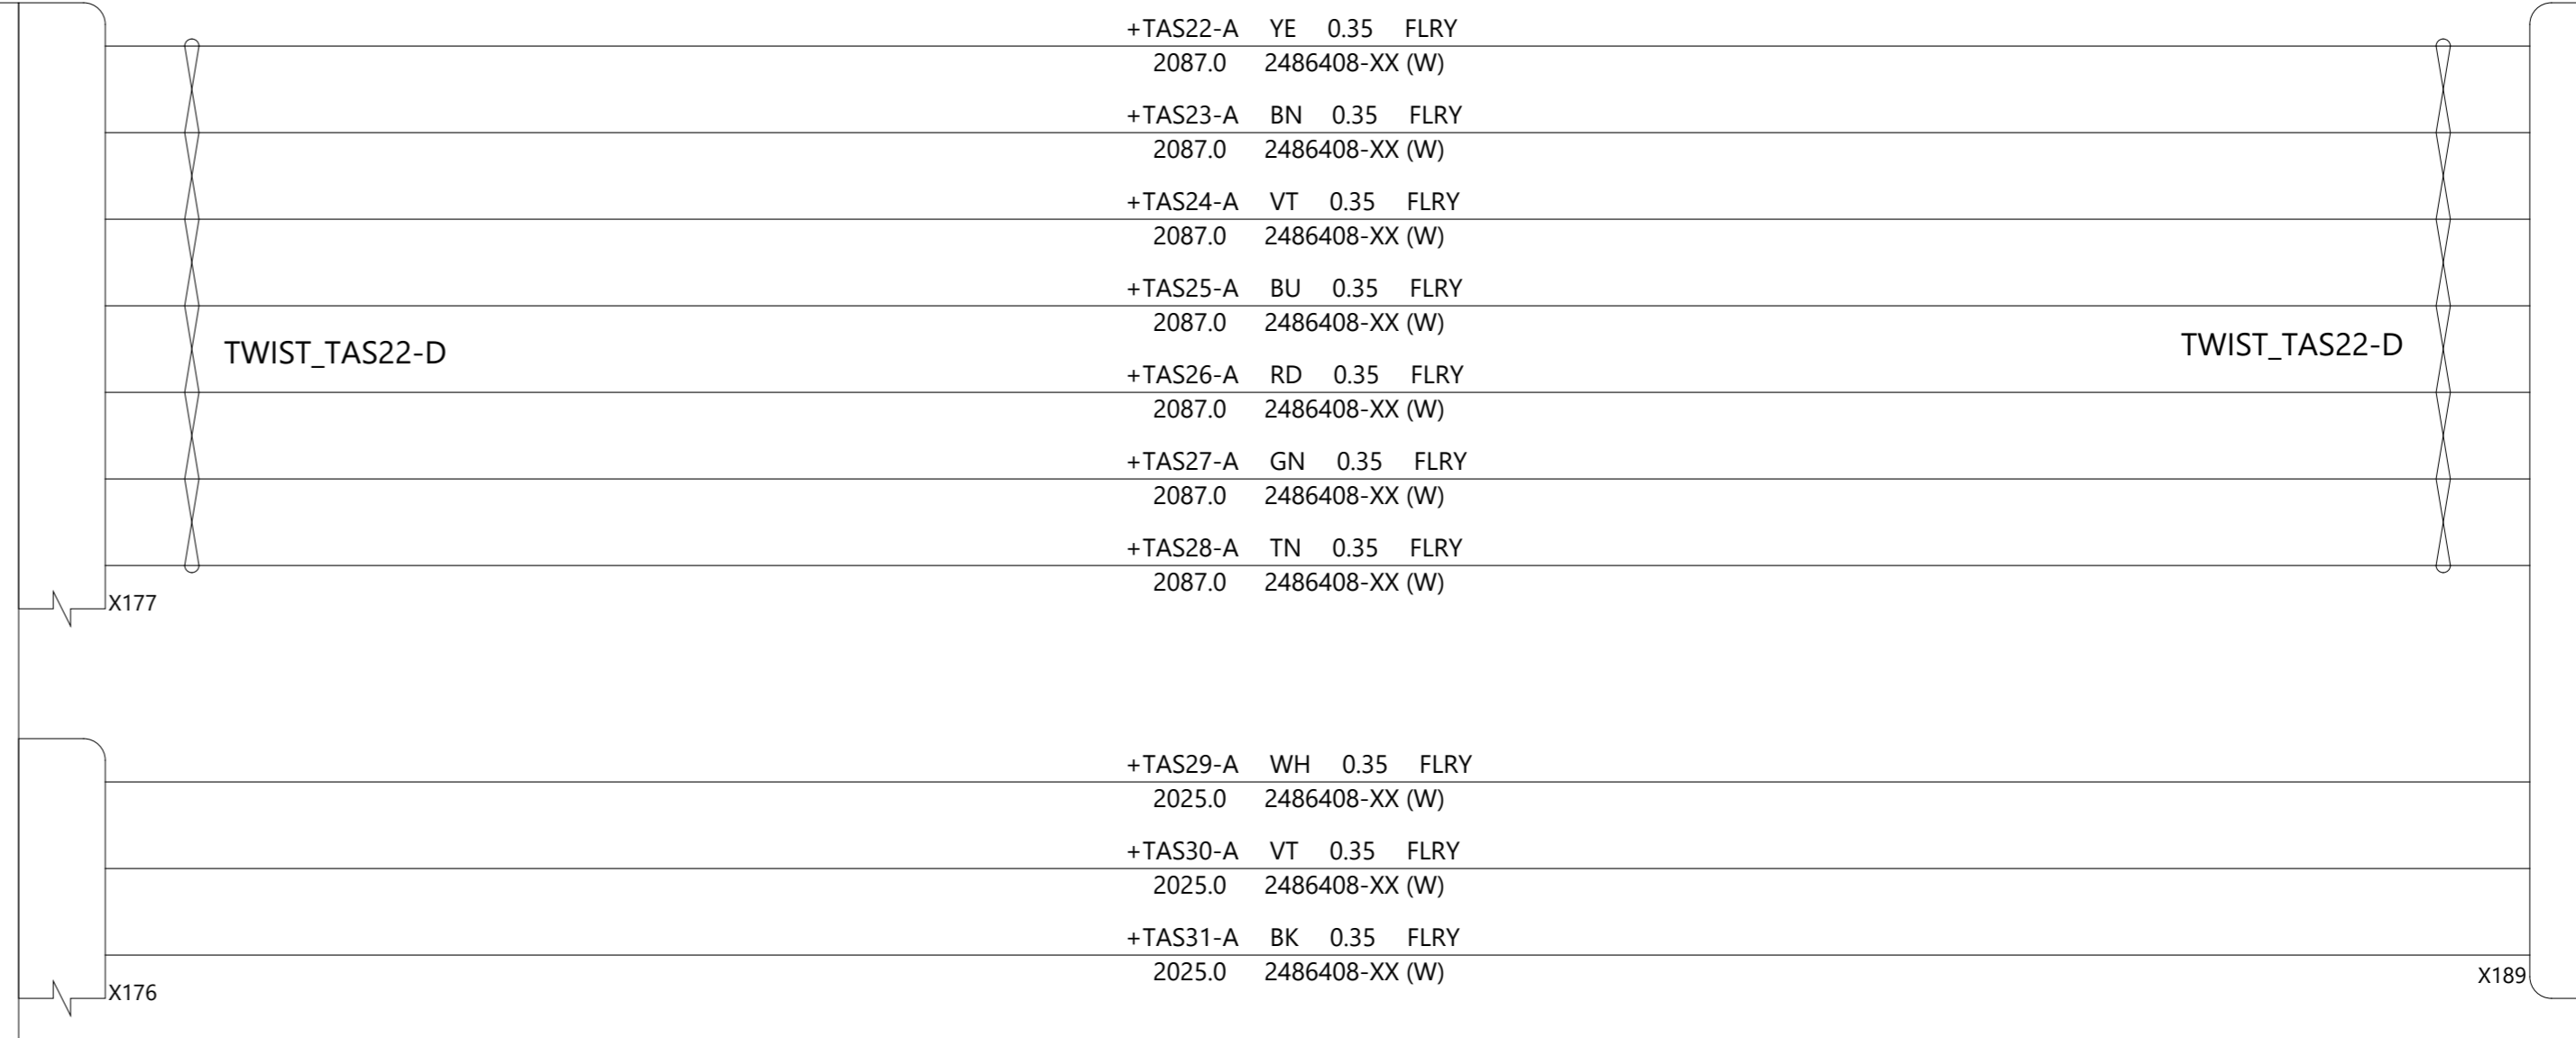 +TAS22-A YE 0.35 FLRY
2087.0 2486408-XX (W)
+TAS23-A BN 0.35 FLRY
2087.0 2486408-XX (W)
+TAS24-A VT 0.35 FLRY
2087.0 2486408-XX (W)
+TAS25-A BU 0.35 FLRY
2087.0 2486408-XX (W)
TWIST_TAS22-D
TWIST_TAS22-D
+TAS26-A RD 0.35 FLRY
2087.0 2486408-XX (W)
+TAS27-A GN 0.35 FLRY
2087.0 2486408-XX (W)
+TAS28-A TN 0.35 FLRY
2087.0 2486408-XX (W)
X177
+TAS29-A WH 0.35 FLRY
2025.0 2486408-XX (W)
+TAS30-A VT 0.35 FLRY
2025.0 2486408-XX (W)
+TAS31-A BK 0.35 FLRY
2025.0 2486408-XX (W)
X189
X176